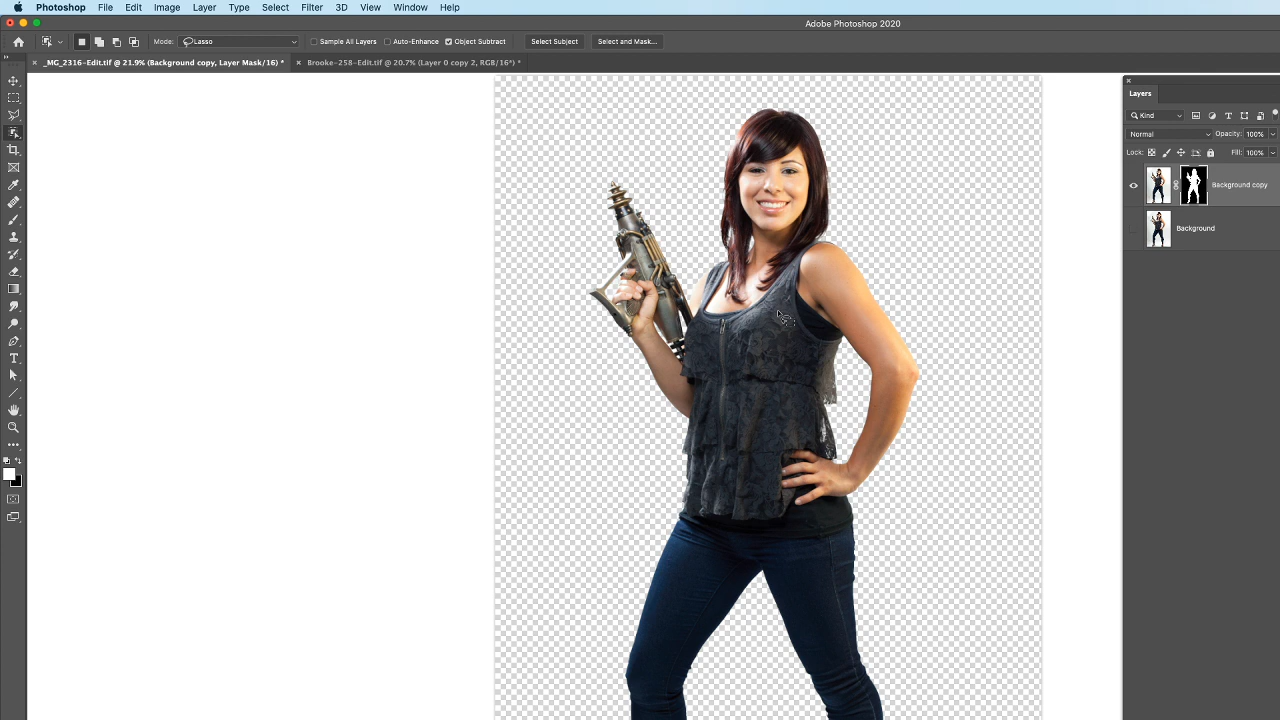 Photoshop File Edit Image Layer Type Select Filter 3D View Window Help
Adobe Photoshop 2020
Mode: Lasso Sample All Layers Auto-Enhance Object Subtract Select Subject Select and Mask...
_MG_2316-Edit.tif @ 21.9% (Background copy, Layer Mask/16) * Brooke-258-Edit.tif @ 20.7% (Layer 0 copy 2, RGB/16*) *
Layers
Kind
Normal Opacity: 100%
Lock: Fill: 100%
Background copy
Background